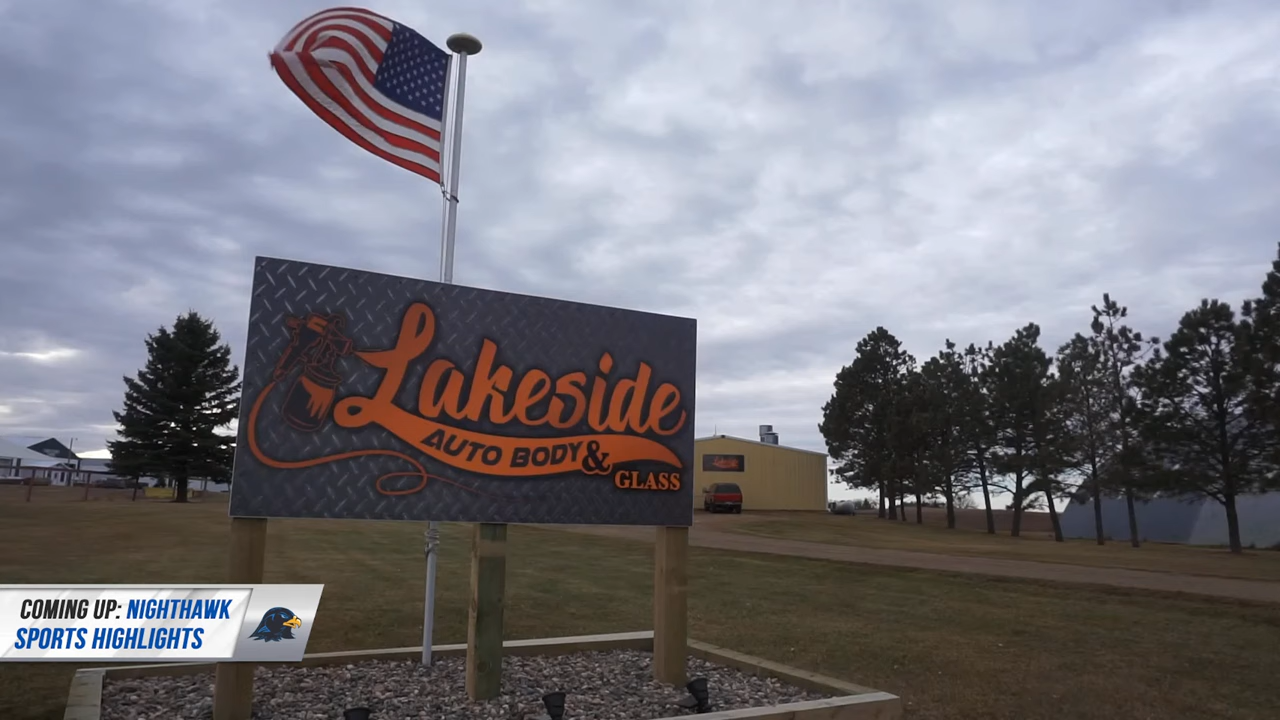 Lakeside
AUTO BODY &
GLASS
COMING UP: NIGHTHAWK
SPORTS HIGHLIGHTS